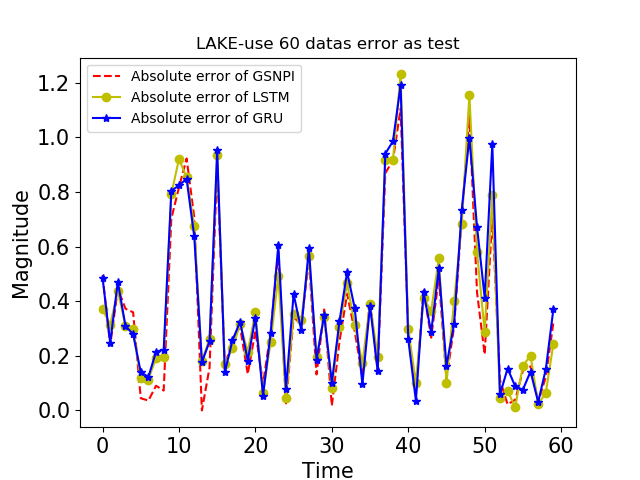 LAKE-use 60 datas error as test
Absolute error of GSNPI
Absolute error of LSTM
Absolute error of GRU
Magnitude
1.2
1.0
0.8
0.6
0.4
0.2
0.0
0 10 20 30 40 50 60
Time